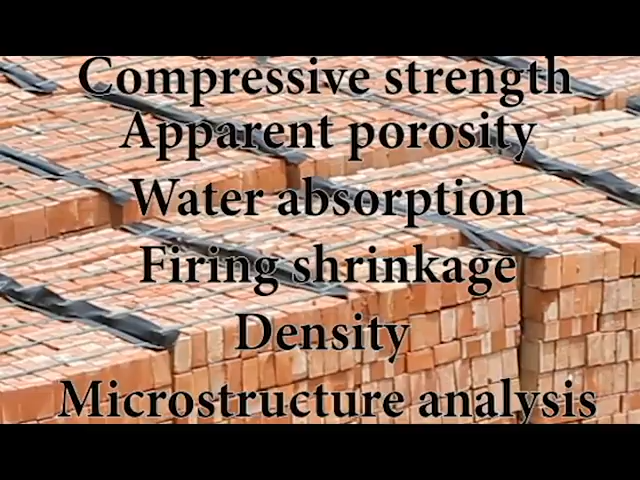 Compressive strength
Apparent porosity
Water absorption
Firing shrinkage
Density
Microstructure analysis